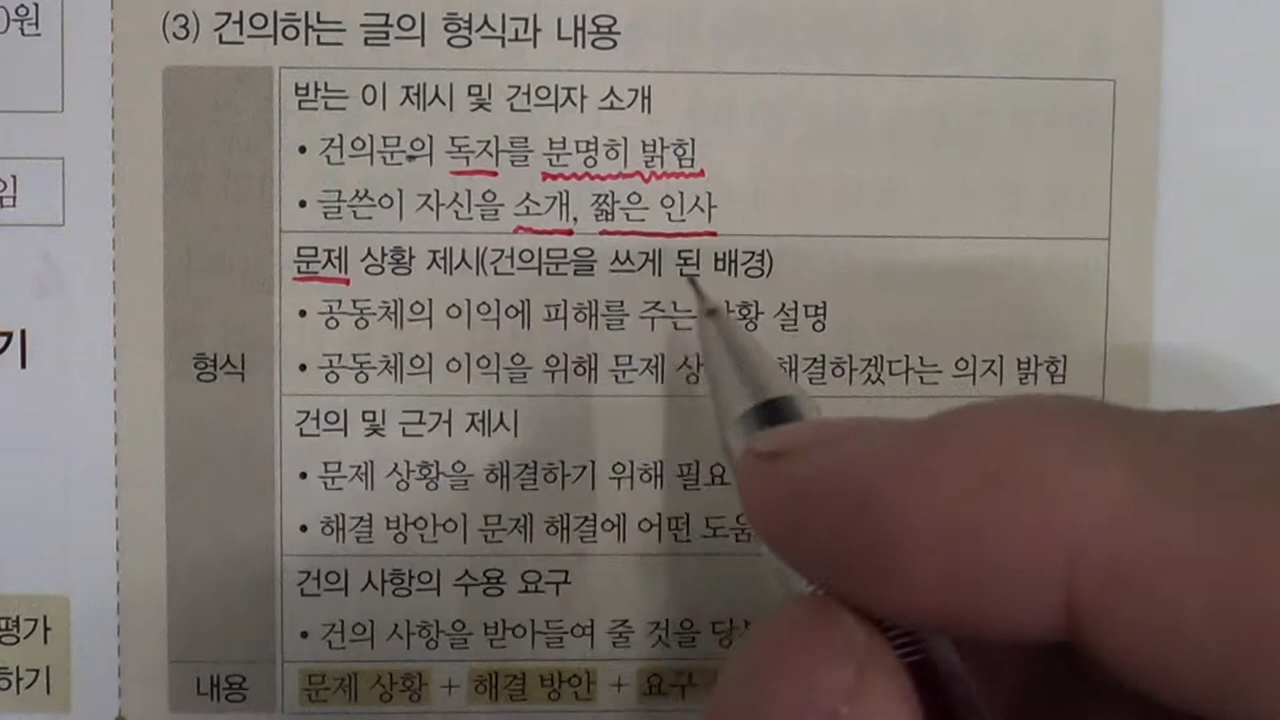 0원
임
기
평가
하기
(3) 건의하는 글의 형식과 내용
형식
받는 이 제시 및 건의자 소개
• 건의문의 독자를 분명히 밝힘
• 글쓴이 자신을 소개, 짧은 인사
문제 상황 제시(건의문을 쓰게 된 배경)
• 공동체의 이익에 피해를 주는 설명
• 공동체의 이익을 위해 문제 해결하겠다는 의지 밝힘
건의 및 근거 제시
• 문제 상황을 해결하기 위해
• 해결 방안이 문제 해결에 어떤
건의 사항의 수용 요구
• 건의 사항을 받아들여 줄 것을
내용
문제 상황 + 해결 방안 + 요구